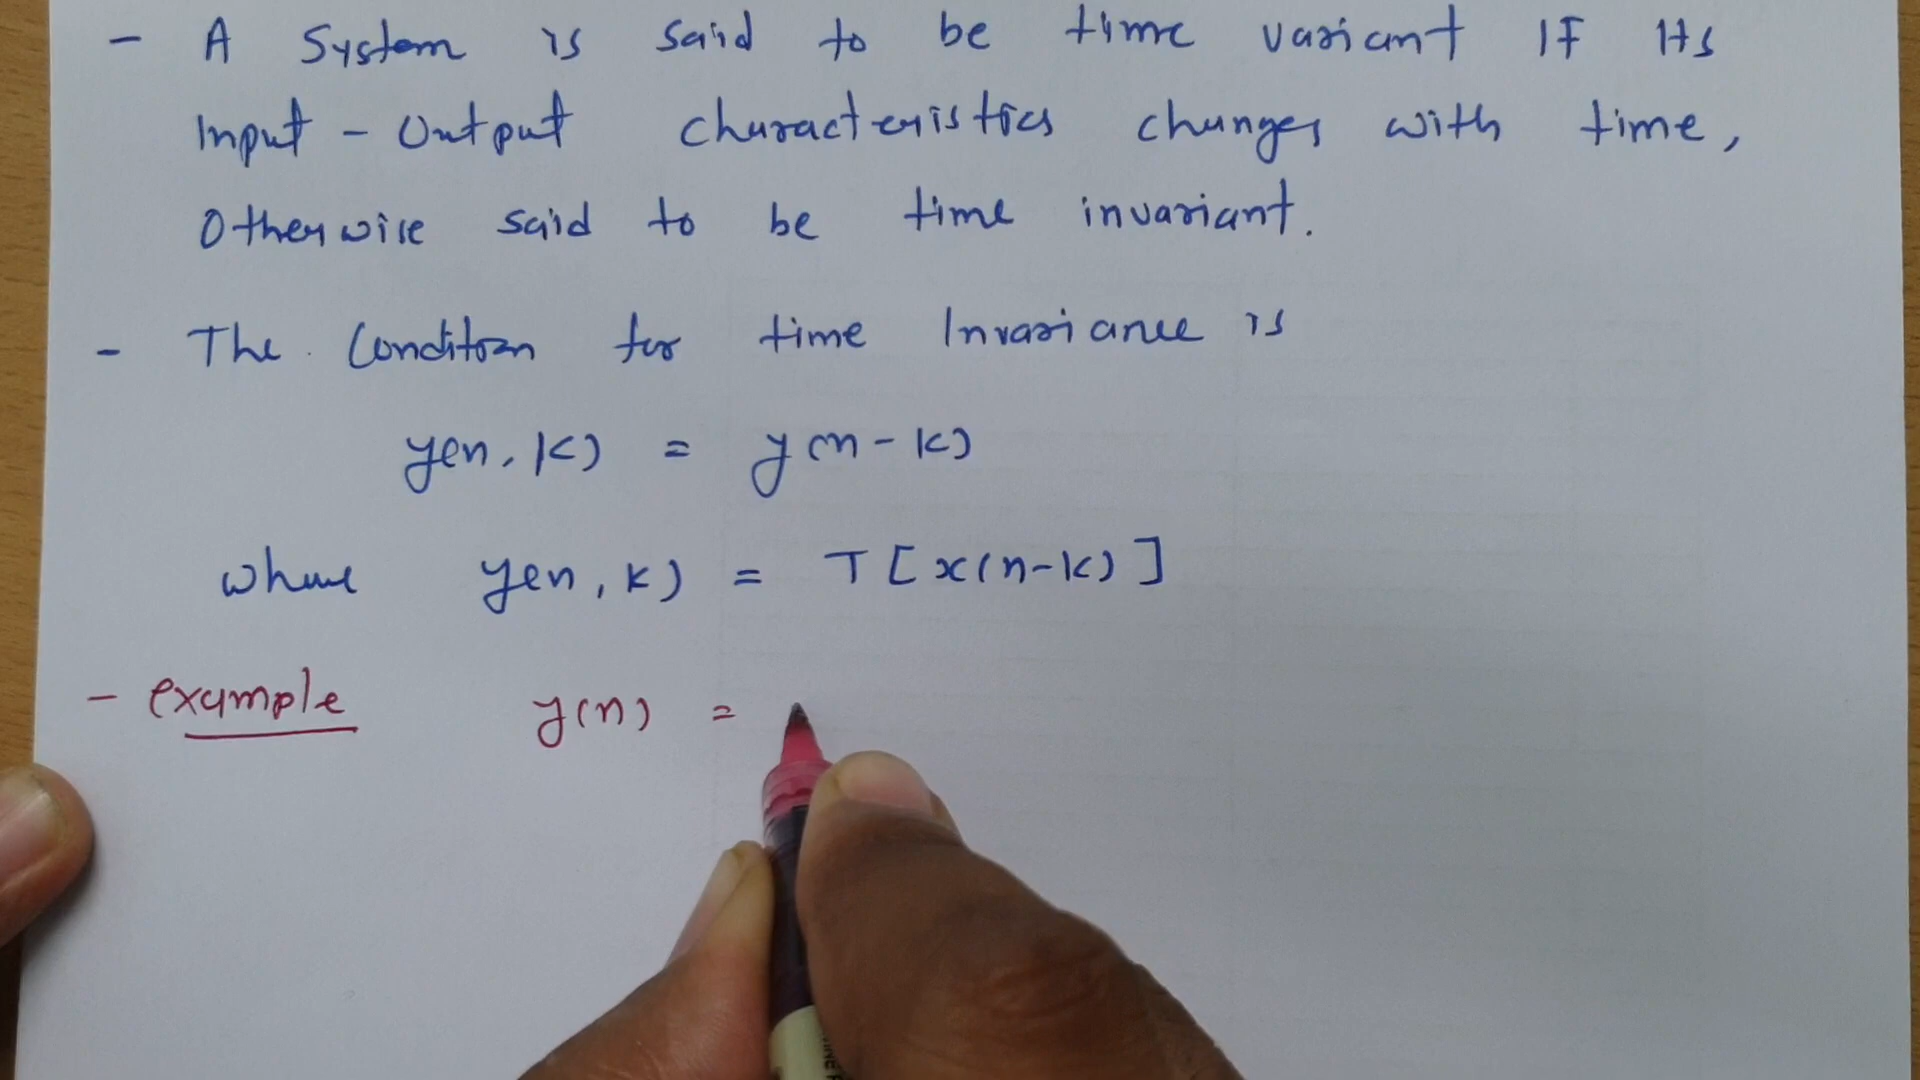 - A System is said to be time variant IF Its
Input - Output characteristics changes with time,
Otherwise said to be time invariant.
- The Condition for time Invariance is
y(n, k) = y(n - k)
where y(n, k) = T [x(n-k)]
- example y(n) =